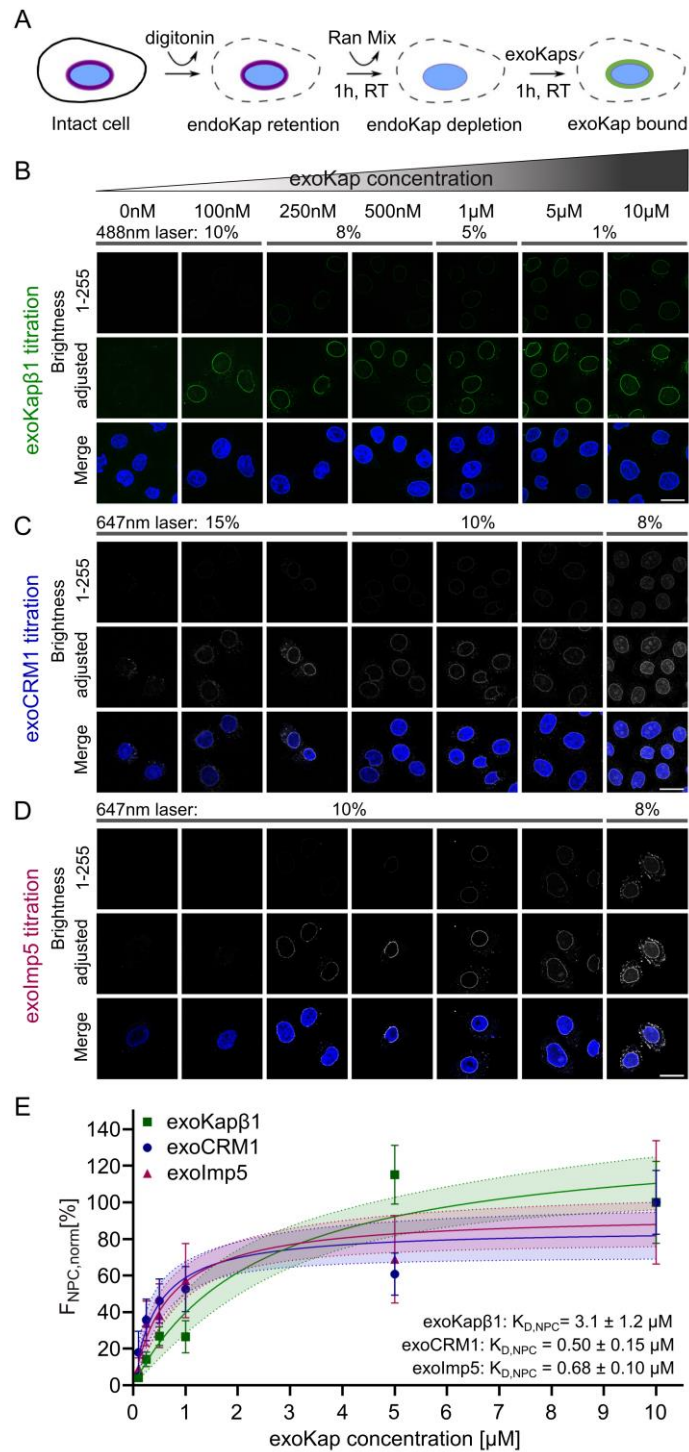 A
digitonin
Ran Mix
exoKaps
1h, RT
1h, RT
Intact cell
endoKap retention
endoKap depletion
exoKap bound
B
exoKap concentration
0nM 100nM 250nM 500nM 1µM 5µM 10µM
488nm laser: 10% 8% 5% 1%
exoKapβ1 titration
Brightness
1-255
adjusted
Merge
C
647nm laser: 15% 10% 8%
exoCRM1 titration
Brightness
1-255
adjusted
Merge
D
647nm laser: 10% 8%
exoImp5 titration
Brightness
1-255
adjusted
Merge
E
exoKapβ1
exoCRM1
exoImp5
F_NPC,norm[%]
140
120
100
80
60
40
20
0
exoKapβ1: K_D,NPC= 3.1 ± 1.2 µM
exoCRM1: K_D,NPC = 0.50 ± 0.15 µM
exoImp5: K_D,NPC = 0.68 ± 0.10 µM
0 1 2 3 4 5 6 7 8 9 10
exoKap concentration [µM]